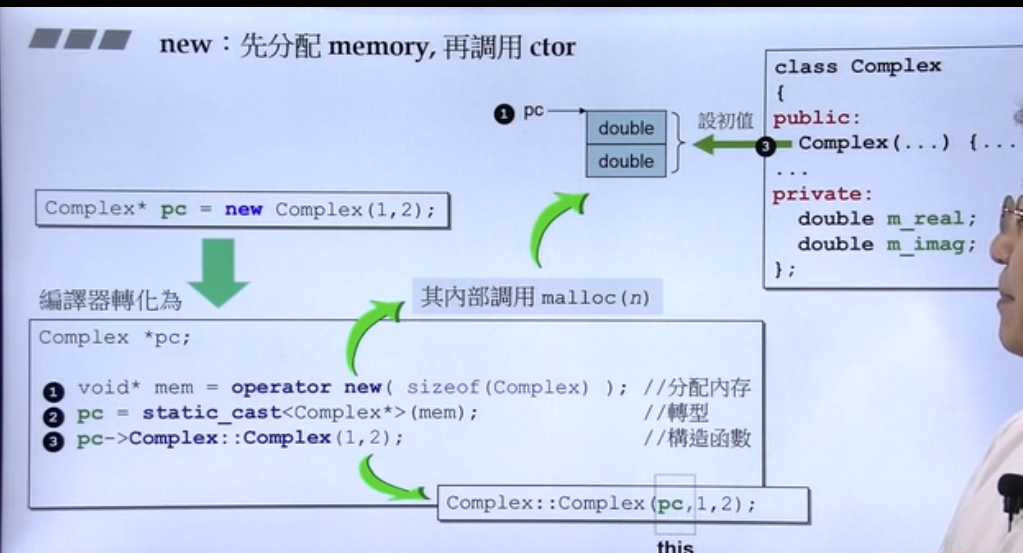 new：先分配 memory, 再調用 ctor
class Complex
{
public:
Complex(...) {...
...
private:
double m_real;
double m_imag;
};
1 pc
double
double
設初值
3
Complex* pc = new Complex(1,2);
編譯器轉化為
其內部調用 malloc(n)
Complex *pc;
1 void* mem = operator new( sizeof(Complex) ); //分配內存
2 pc = static_cast<Complex*>(mem); //轉型
3 pc->Complex::Complex(1,2); //構造函數
Complex::Complex(pc,1,2);
this